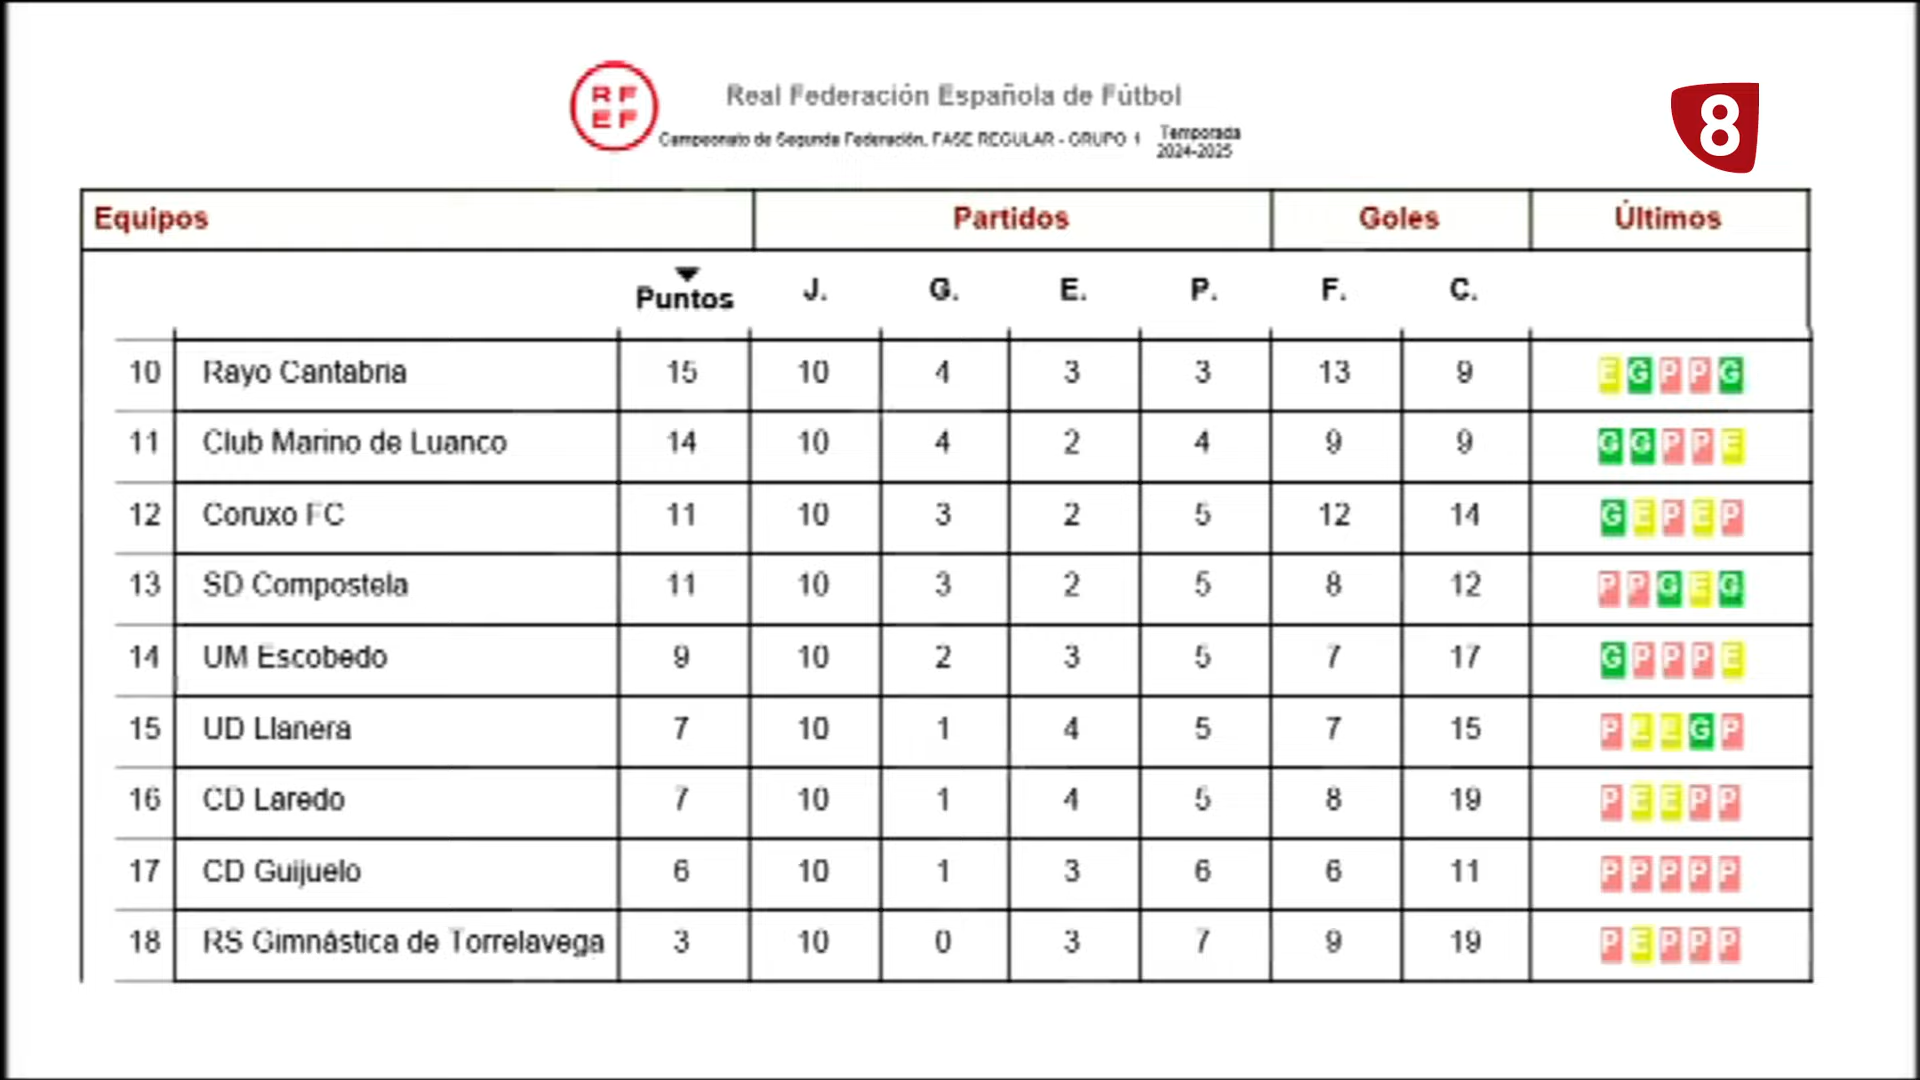 RF
EF
Real Federación Española de Fútbol
Campeonato de Segunda Federación, FASE REGULAR - GRUPO 1 Temporada
2024-2025
8
Equipos Partidos Goles Últimos
Puntos J. G. E. P. F. C.
10 Rayo Cantabria 15 10 4 3 3 13 9 E G P P G
11 Club Marino de Luanco 14 10 4 2 4 9 9 G G P P E
12 Coruxo FC 11 10 3 2 5 12 14 G E P E P
13 SD Compostela 11 10 3 2 5 8 12 P P G E G
14 UM Escobedo 9 10 2 3 5 7 17 G P P P E
15 UD Llanera 7 10 1 4 5 7 15 P E E G P
16 CD Laredo 7 10 1 4 5 8 19 P E E P P
17 CD Guijuelo 6 10 1 3 6 6 11 P P P P P
18 RS Gimnástica de Torrelavega 3 10 0 3 7 9 19 P E P P P